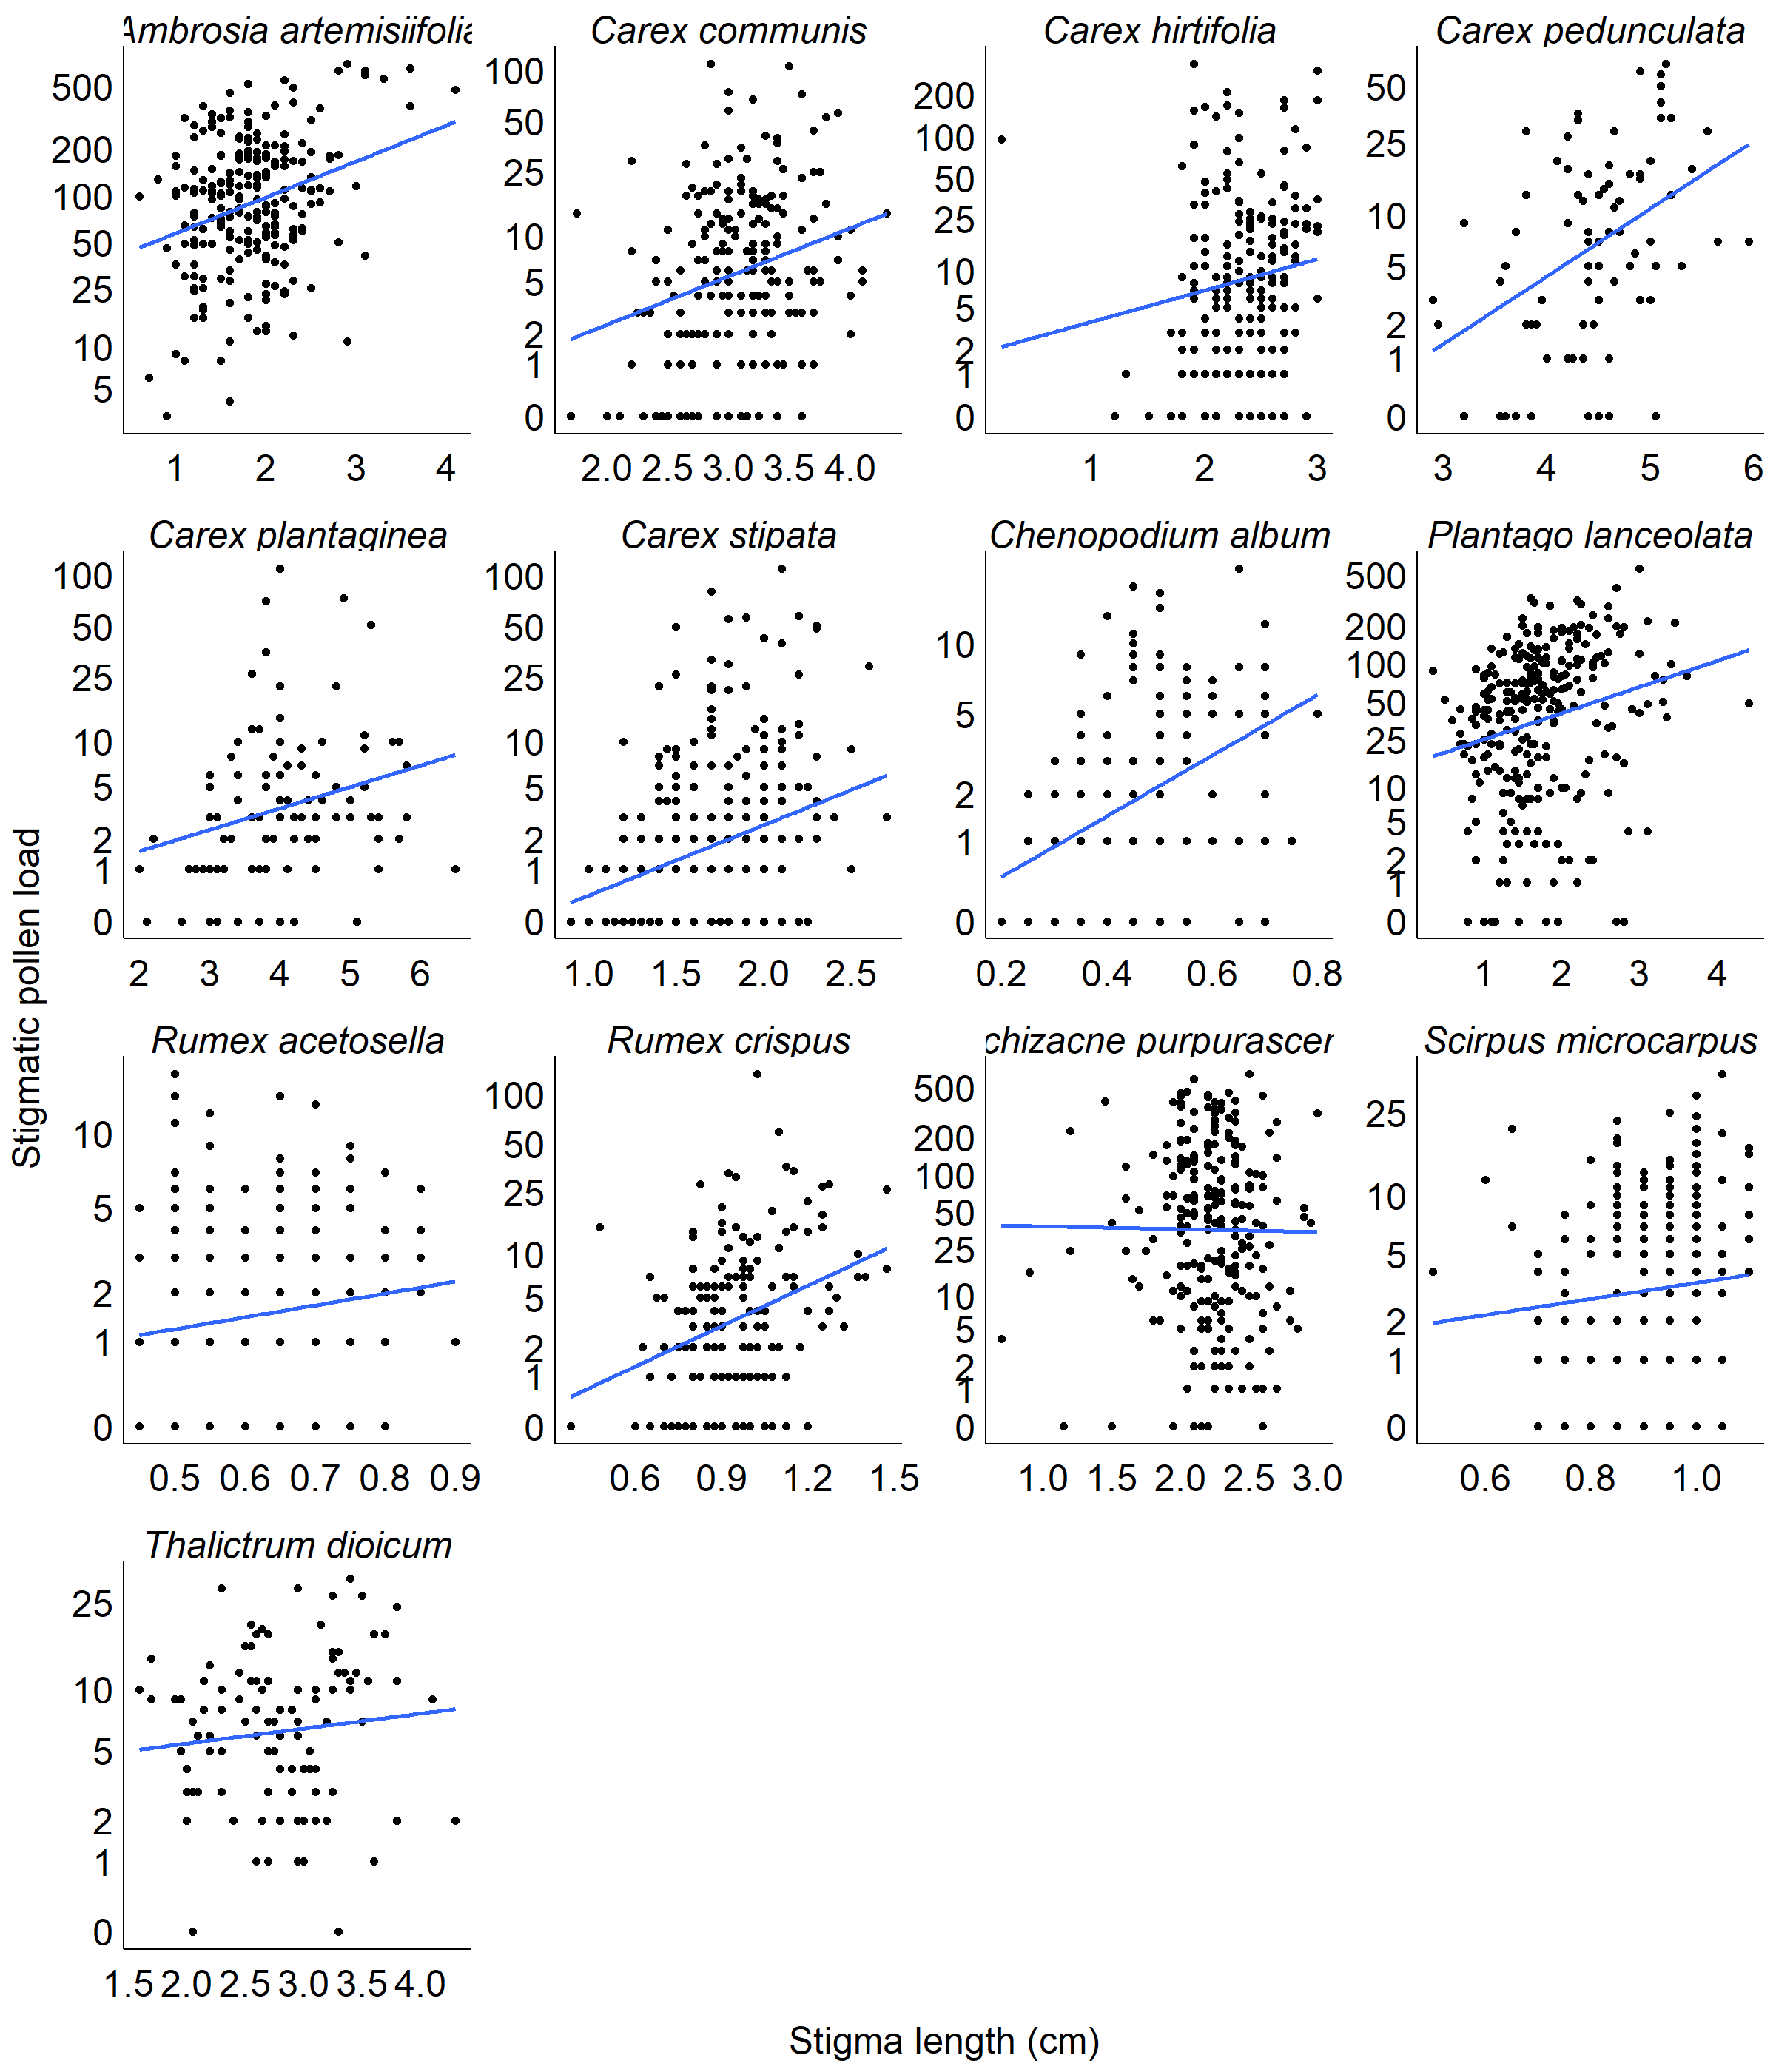 Ambrosia artemisiifolia Carex communis Carex hirtifolia Carex pedunculata
500 200 100 50 25 10 5
100 50 25 10 5 2 1 0
200 100 50 25 10 5 2 1 0
50 25 10 5 2 1 0
1 2 3 4
2.0 2.5 3.0 3.5 4.0
1 2 3
3 4 5 6
Carex plantaginea Carex stipata Chenopodium album Plantago lanceolata
100 50 25 10 5 2 1 0
100 50 25 10 5 2 1 0
10 5 2 1 0
500 200 100 50 25 10 5 2 1 0
2 3 4 5 6
1.0 1.5 2.0 2.5
0.2 0.4 0.6 0.8
1 2 3 4
Stigmatic pollen load
Rumex acetosella Rumex crispus chizacne purpurascer Scirpus microcarpus
10 5 2 1 0
100 50 25 10 5 2 1 0
500 200 100 50 25 10 5 2 1 0
25 10 5 2 1 0
0.5 0.6 0.7 0.8 0.9
0.6 0.9 1.2 1.5
1.0 1.5 2.0 2.5 3.0
0.6 0.8 1.0
Thalictrum dioicum
25 10 5 2 1 0
1.5 2.0 2.5 3.0 3.5 4.0
Stigma length (cm)